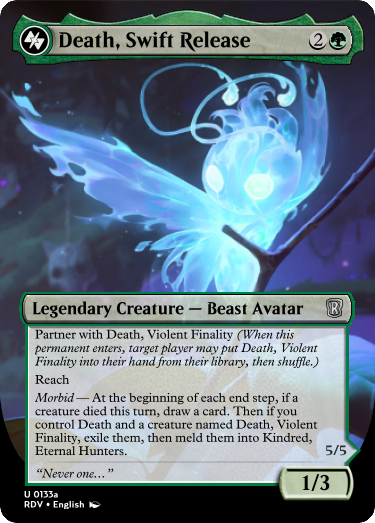 Death, Swift Release 2
Legendary Creature — Beast Avatar R
Partner with Death, Violent Finality (When this
permanent enters, target player may put Death, Violent
Finality into their hand from their library, then shuffle.)
Reach
Morbid — At the beginning of each end step, if a
creature died this turn, draw a card. Then if you
control Death and a creature named Death, Violent
Finality, exile them, then meld them into Kindred,
Eternal Hunters.
5/5
“Never one…”
1/3
U 0133a
RDV • English